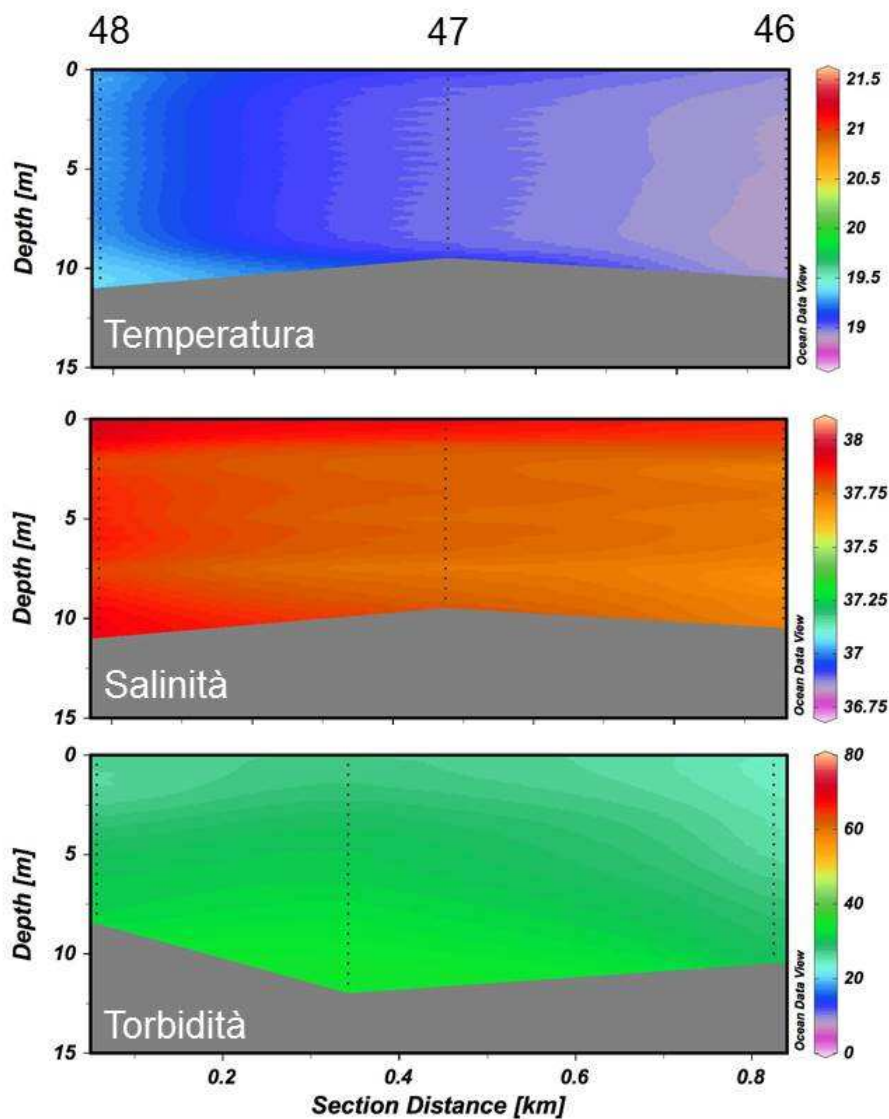 48 47 46
0
5
10
15
Depth [m]
Temperatura
Ocean Data View
21.5
21
20.5
20
19.5
19
0
5
10
15
Depth [m]
Salinità
Ocean Data View
38
37.75
37.5
37.25
37
36.75
0
5
10
15
Depth [m]
Torbidità
Ocean Data View
80
60
40
20
0
0.2 0.4 0.6 0.8
Section Distance [km]